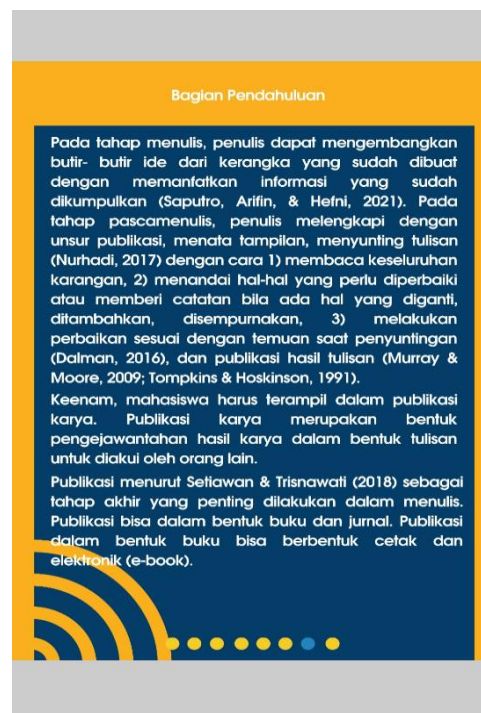 Bagian Pendahuluan
Pada tahap menulis, penulis dapat mengembangkan
butir- butir ide dari kerangka yang sudah dibuat
dengan memanfatkan informasi yang sudah
dikumpulkan (Saputro, Arifin, & Hefni, 2021). Pada
tahap pascamenulis, penulis melengkapi dengan
unsur publikasi, menata tampilan, menyunting tulisan
(Nurhadi, 2017) dengan cara 1) membaca keseluruhan
karangan, 2) menandai hal-hal yang perlu diperbaiki
atau memberi catatan bila ada hal yang diganti,
ditambahkan, disempurnakan, 3) melakukan
perbaikan sesuai dengan temuan saat penyuntingan
(Dalman, 2016), dan publikasi hasil tulisan (Murray &
Moore, 2009; Tompkins & Hoskinson, 1991).
Keenam, mahasiswa harus terampil dalam publikasi
karya. Publikasi karya merupakan bentuk
pengejawantahan hasil karya dalam bentuk tulisan
untuk diakui oleh orang lain.
Publikasi menurut Setiawan & Trisnawati (2018) sebagai
tahap akhir yang penting dilakukan dalam menulis.
Publikasi bisa dalam bentuk buku dan jurnal. Publikasi
dalam bentuk buku bisa berbentuk cetak dan
elektronik (e-book).